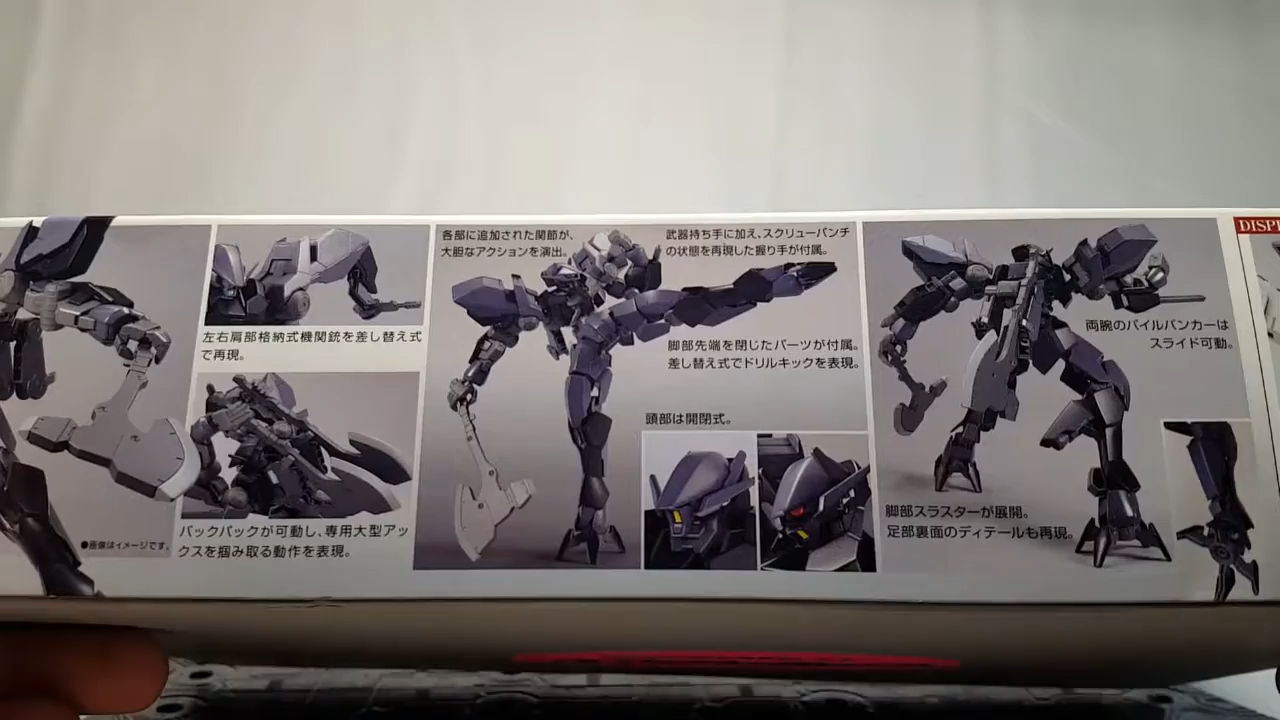 左右肩部格納式機関銃を差し替え式
で再現。
●画像はイメージです。
バックパックが可動し、専用大型アッ
クスを掴み取る動作を表現。
各部に追加された関節が、
大胆なアクションを演出。
武器持ち手に加え、スクリューパンチ
の状態を再現した握り手が付属。
脚部先端を閉じたパーツが付属。
差し替え式でドリルキックを表現。
頭部は開閉式。
両腕のパイルバンカーは
スライド可動。
脚部スラスターが展開。
足部裏面のディテールも再現。